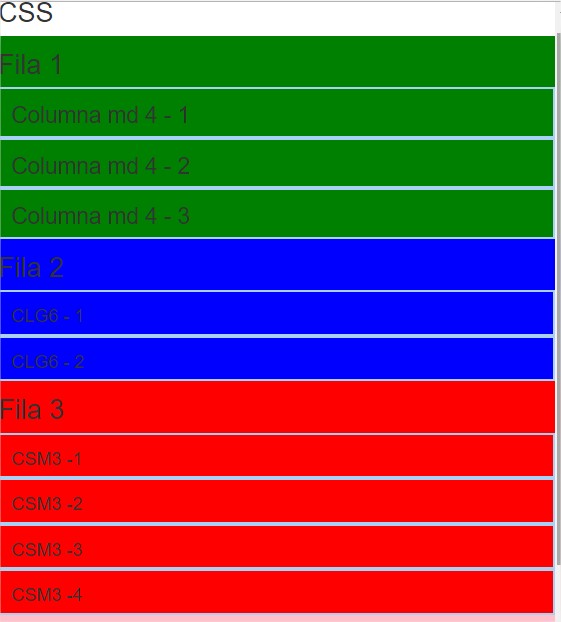 CSS
Fila 1
Columna md 4 - 1
Columna md 4 - 2
Columna md 4 - 3
Fila 2
CLG6 - 1
CLG6 - 2
Fila 3
CSM3 -1
CSM3 -2
CSM3 -3
CSM3 -4